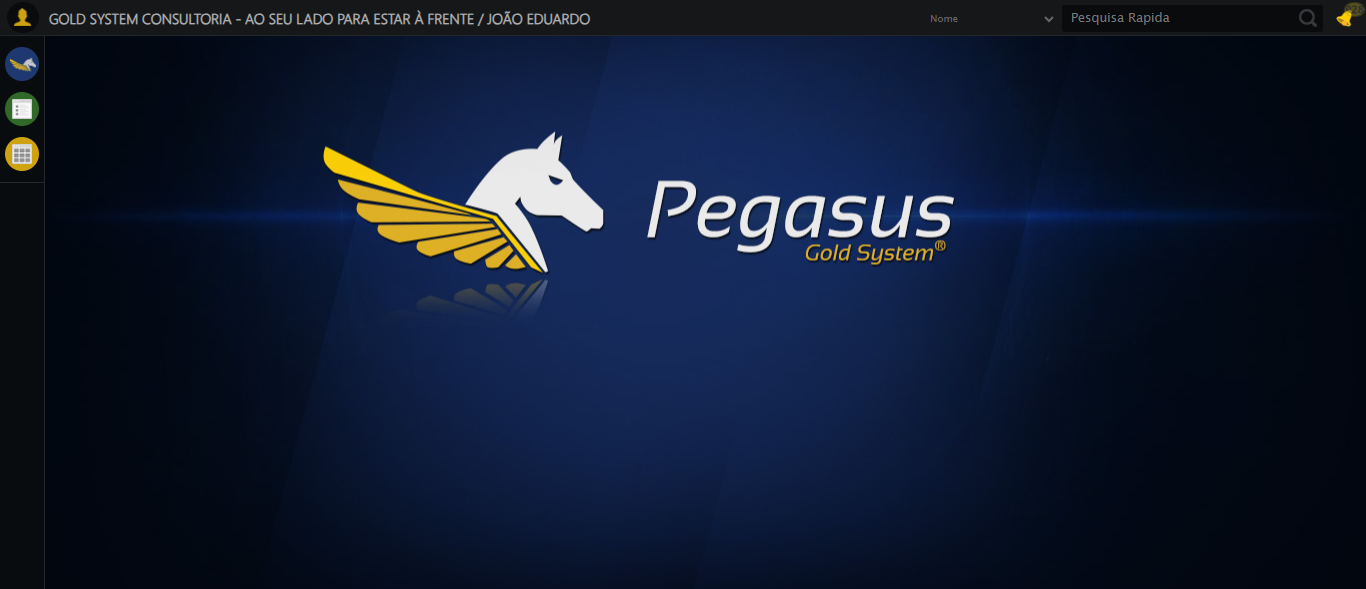 GOLD SYSTEM CONSULTORIA - AO SEU LADO PARA ESTAR À FRENTE / JOÃO EDUARDO
Nome
Pesquisa Rapida
Pegasus
Gold System®